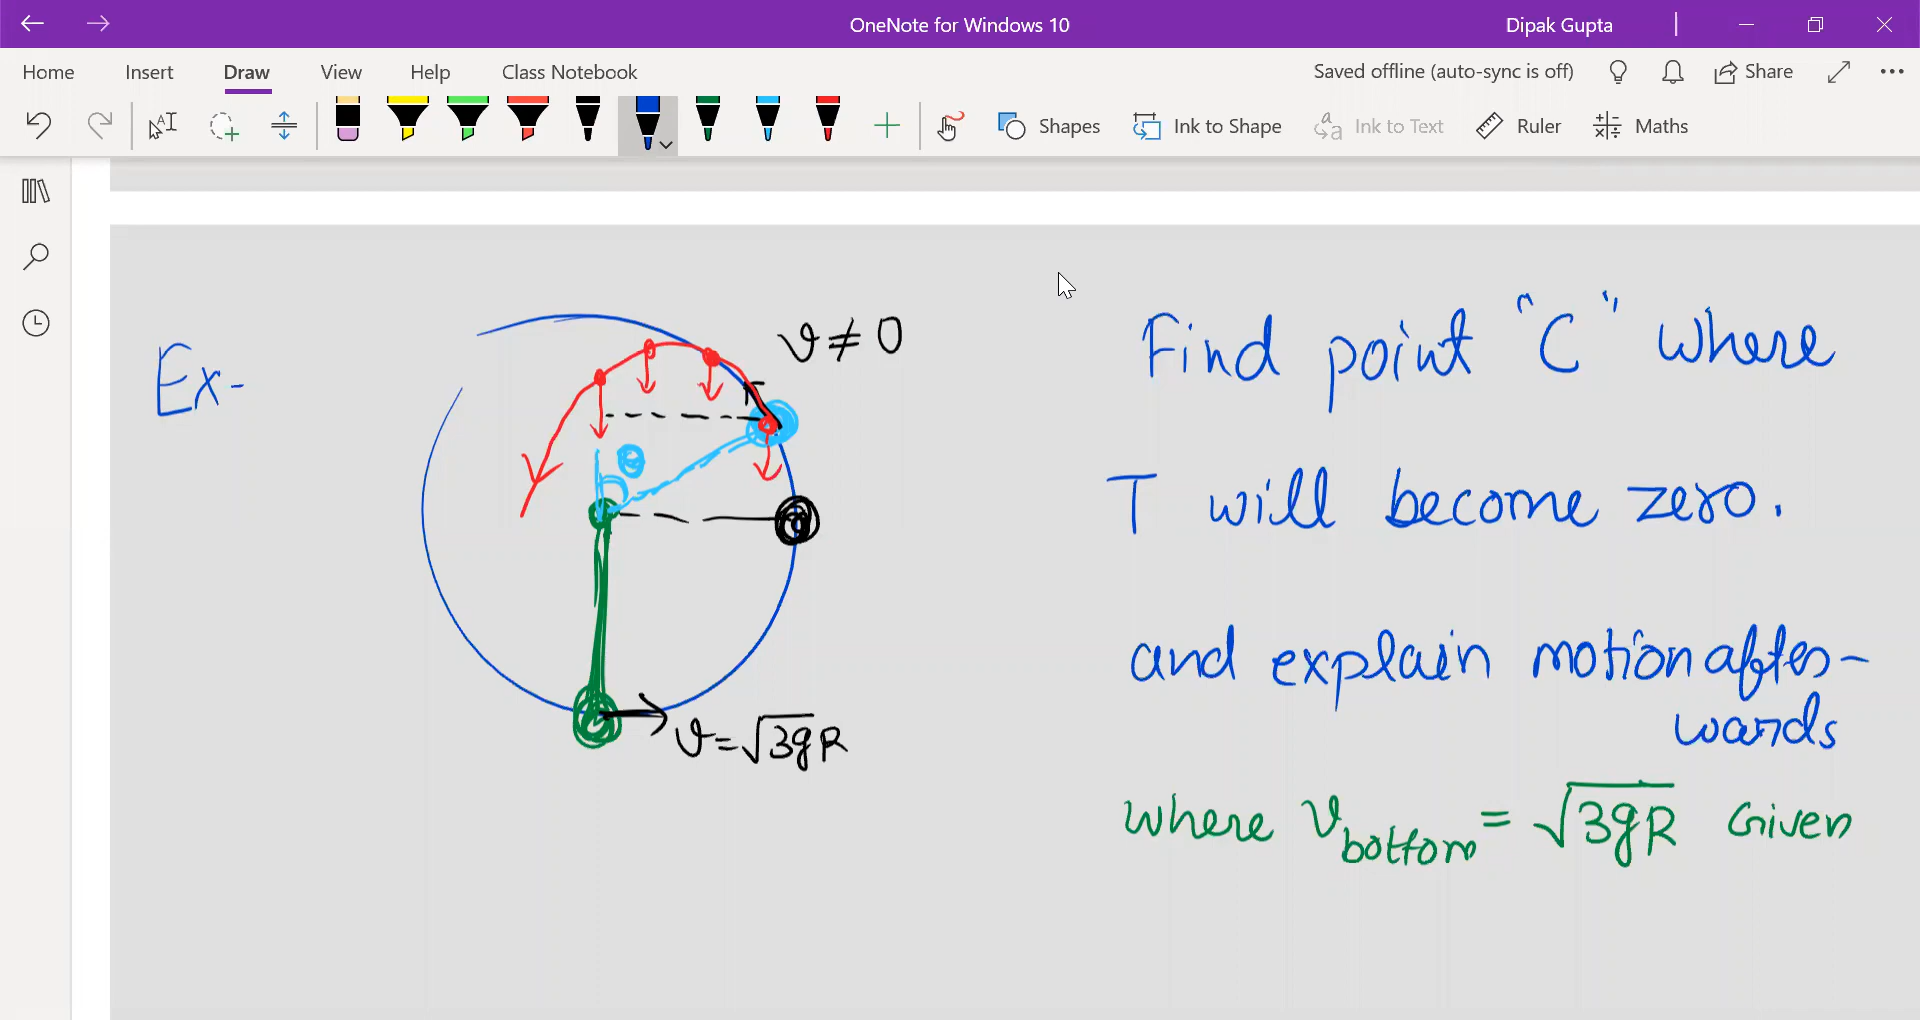 OneNote for Windows 10
Dipak Gupta
Home Insert Draw View Help Class Notebook
Saved offline (auto-sync is off) Share
Shapes Ink to Shape Ink to Text Ruler Maths
Ex-
v ≠ 0
θ
v = √3gR
Find point "C" where
T will become zero.
and explain motion after-
wards
where v bottom = √3gR Given